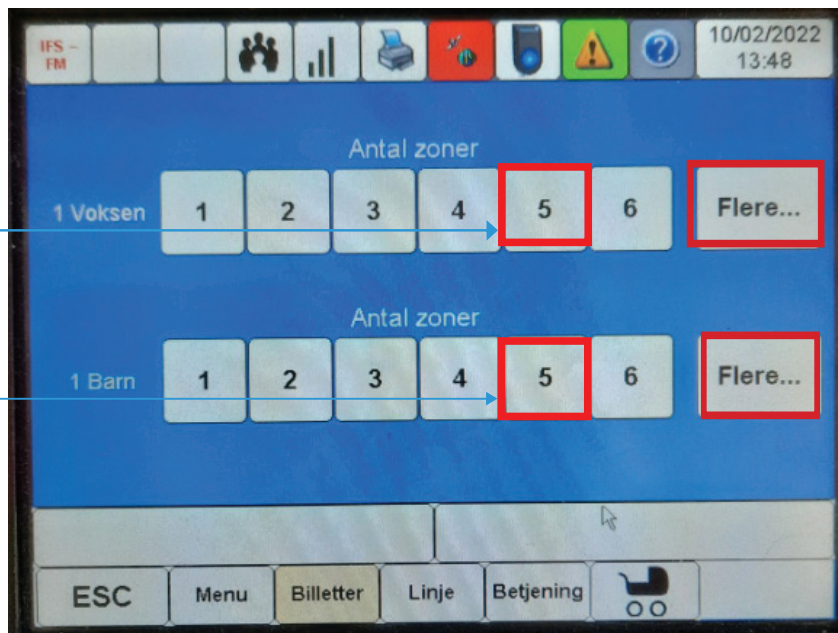 IFS –
FM
10/02/2022
13:48
Antal zoner
1 Voksen 1 2 3 4 5 6 Flere...
Antal zoner
1 Barn 1 2 3 4 5 6 Flere...
ESC Menu Billetter Linje Betjening